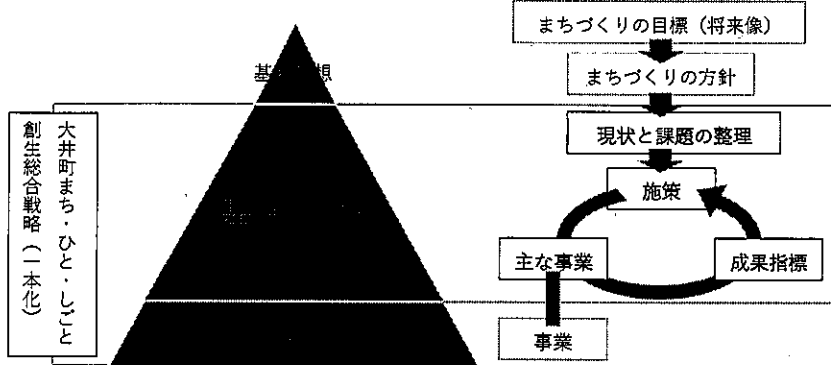 まちづくりの目標（将来像）
まちづくりの方針
基
想
大井町まち・ひと・しごと
創生総合戦略（一本化）
現状と課題の整理
施策
主な事業
成果指標
事業